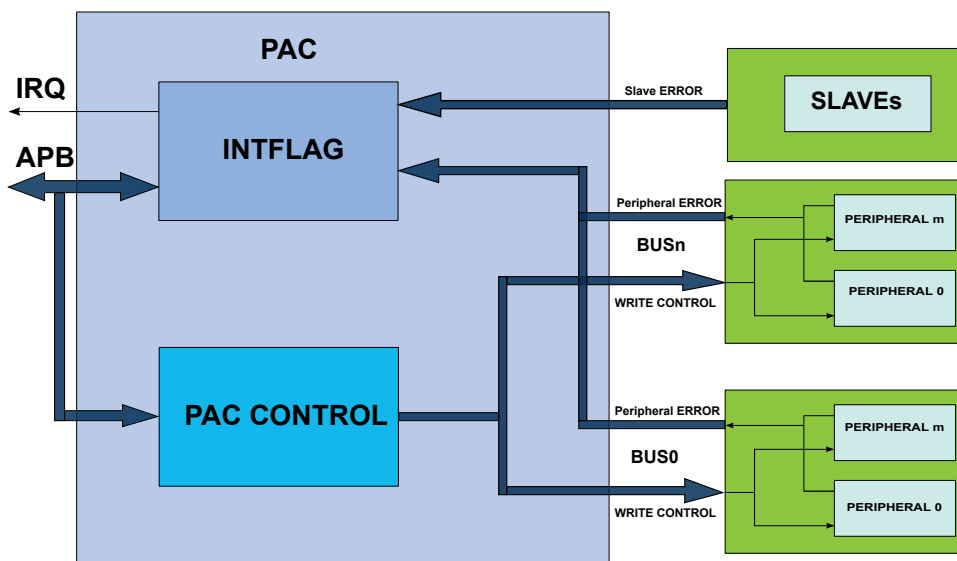 PAC
IRQ
APB
INTFLAG
Slave ERROR
SLAVEs
Peripheral ERROR
BUSn
WRITE CONTROL
PERIPHERAL m
PERIPHERAL 0
PAC CONTROL
Peripheral ERROR
BUS0
WRITE CONTROL
PERIPHERAL m
PERIPHERAL 0